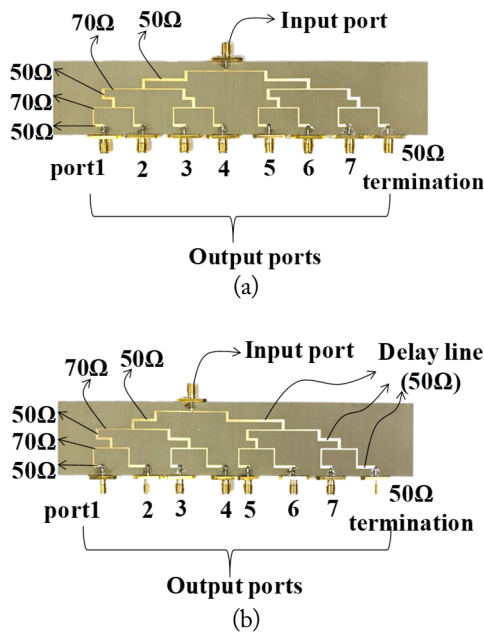 Input port
70Ω
50Ω
50Ω
70Ω
50Ω
port1 2 3 4 5 6 7 50Ω
termination
Output ports
(a)
Input port
Delay line
(50Ω)
70Ω
50Ω
50Ω
70Ω
50Ω
port1 2 3 4 5 6 7 50Ω
termination
Output ports
(b)